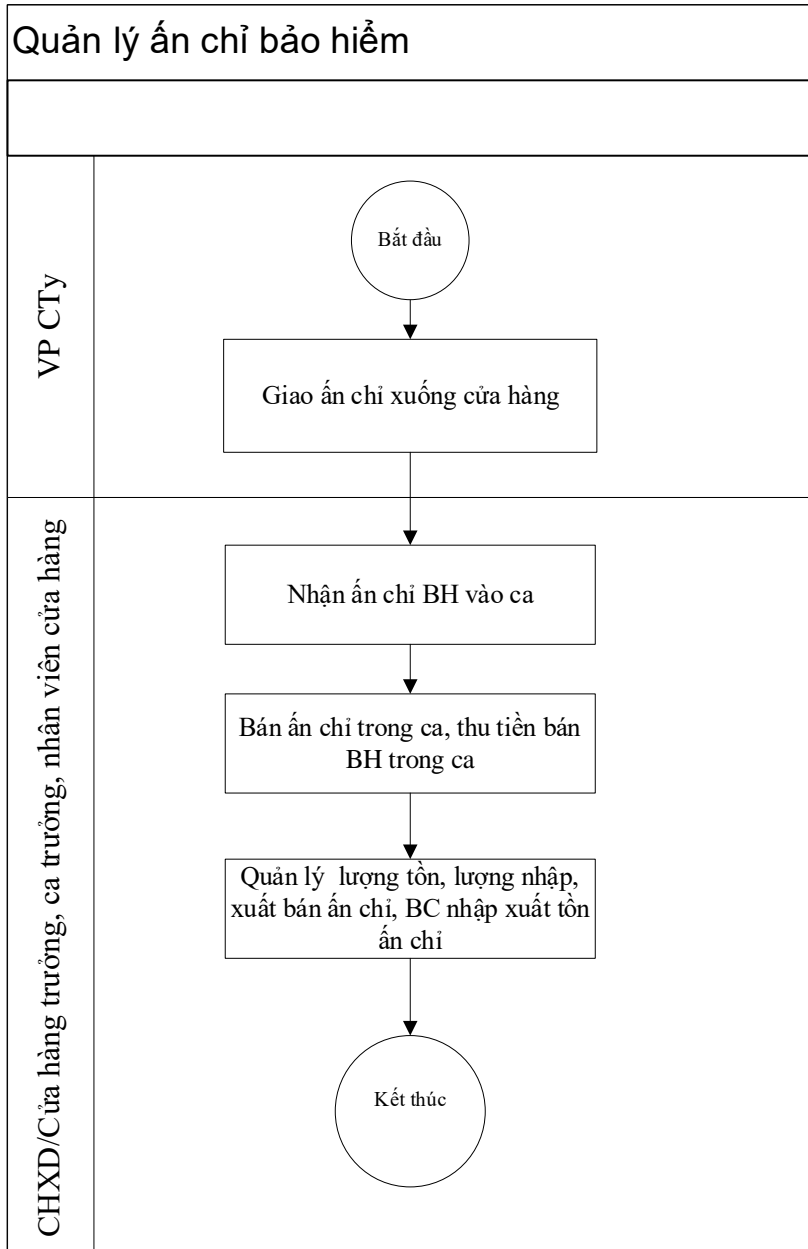 Quản lý ấn chỉ bảo hiểm
VP CTy
Bắt đầu
Giao ấn chỉ xuống cửa hàng
CHXD/Cửa hàng trưởng, ca trưởng, nhân viên cửa hàng
Nhận ấn chỉ BH vào ca
Bán ấn chỉ trong ca, thu tiền bán
BH trong ca
Quản lý lượng tồn, lượng nhập,
xuất bán ấn chỉ, BC nhập xuất tồn
ấn chỉ
Kết thúc